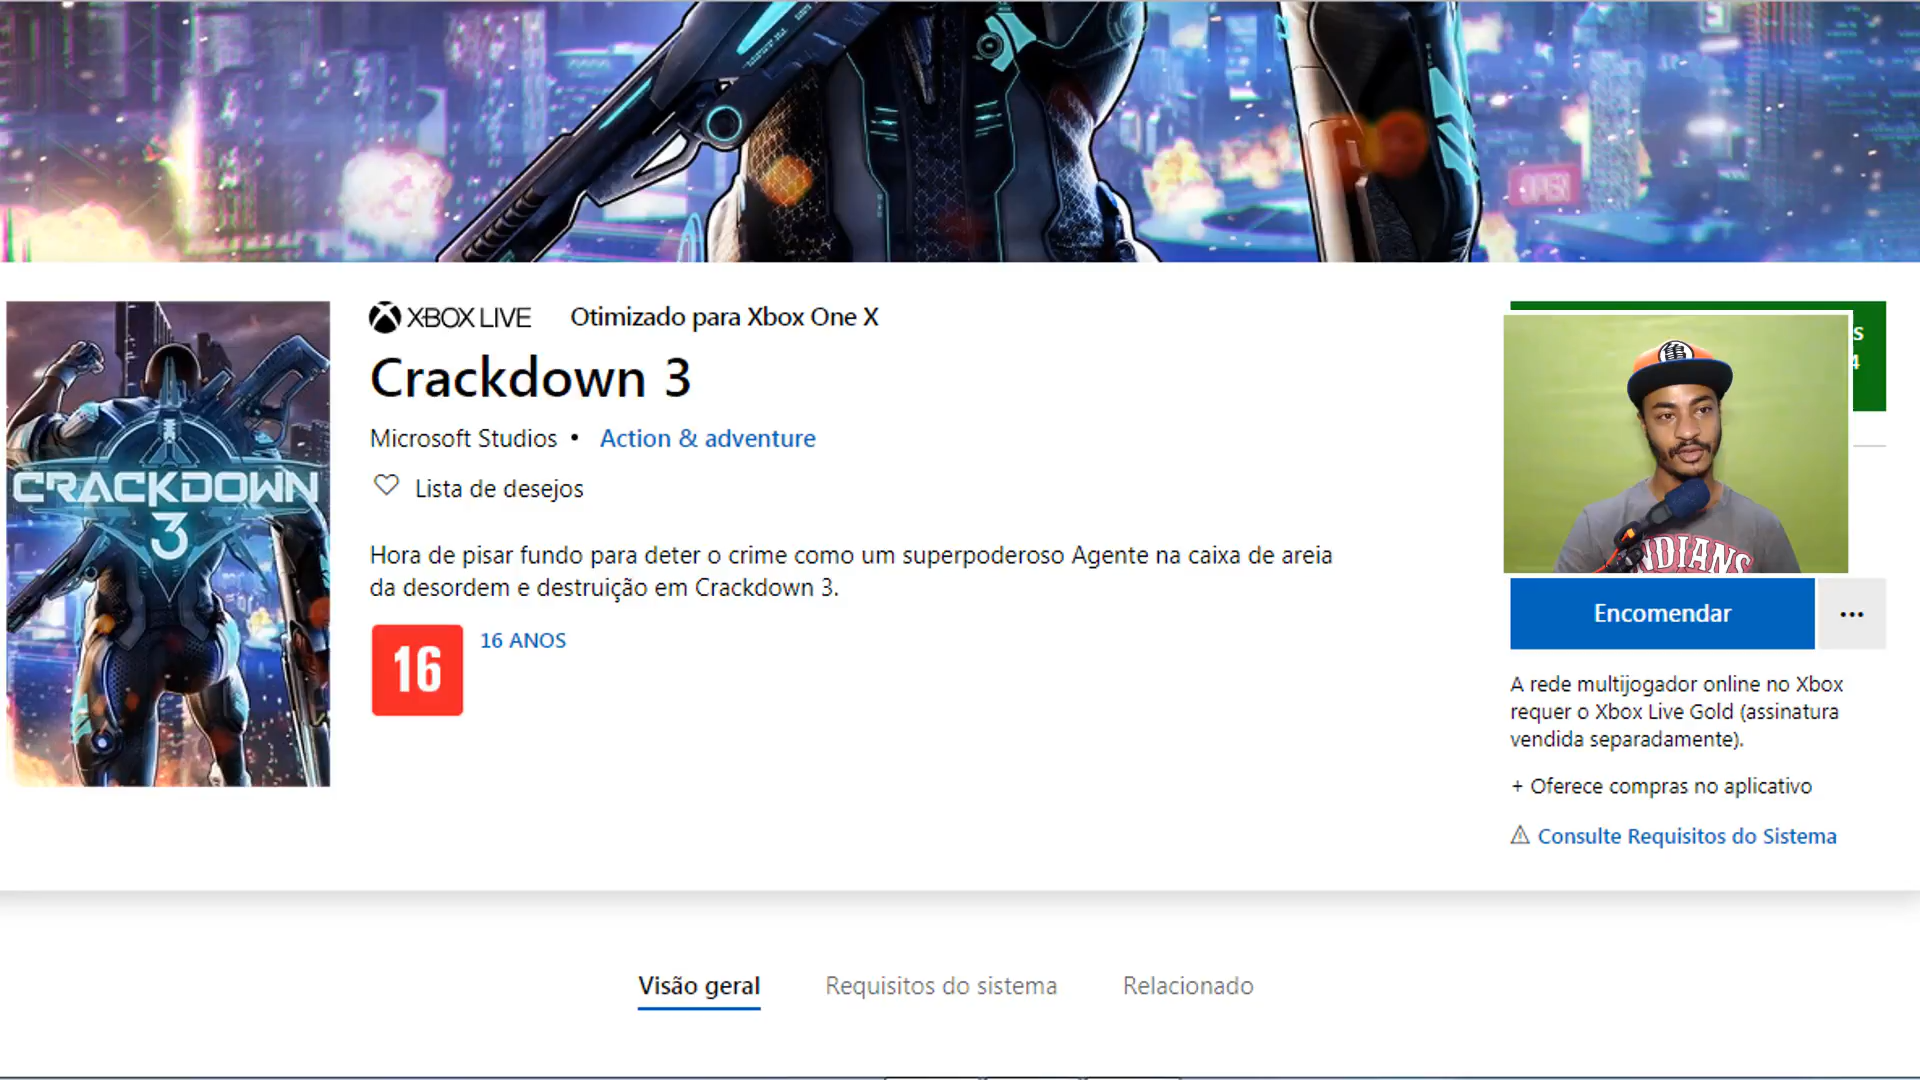 OPEN
XBOX LIVE
Otimizado para Xbox One X
Crackdown 3
Microsoft Studios • Action & adventure
Lista de desejos
Hora de pisar fundo para deter o crime como um superpoderoso Agente na caixa de areia
da desordem e destruição em Crackdown 3.
16
16 ANOS
CRACKDOWN
3
NDIANS
Encomendar
...
A rede multijogador online no Xbox
requer o Xbox Live Gold (assinatura
vendida separadamente).
+ Oferece compras no aplicativo
Consulte Requisitos do Sistema
Visão geral
Requisitos do sistema
Relacionado